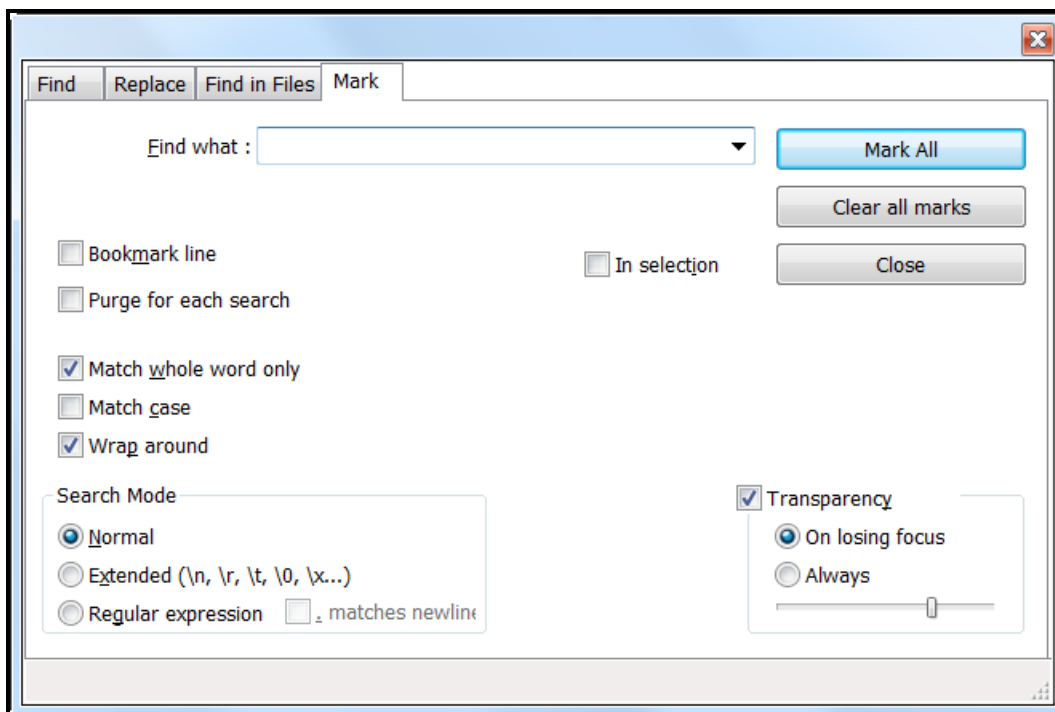 Find Replace Find in Files Mark
Find what :
Mark All
Clear all marks
Bookmark line
In selection
Close
Purge for each search
Match whole word only
Match case
Wrap around
Search Mode
Transparency
Normal
On losing focus
Extended (\n, \r, \t, \0, \x...)
Always
Regular expression . matches newline